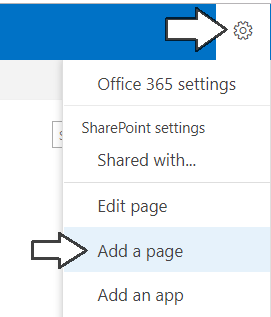 Office 365 settings
SharePoint settings
Shared with...
Edit page
Add a page
Add an app